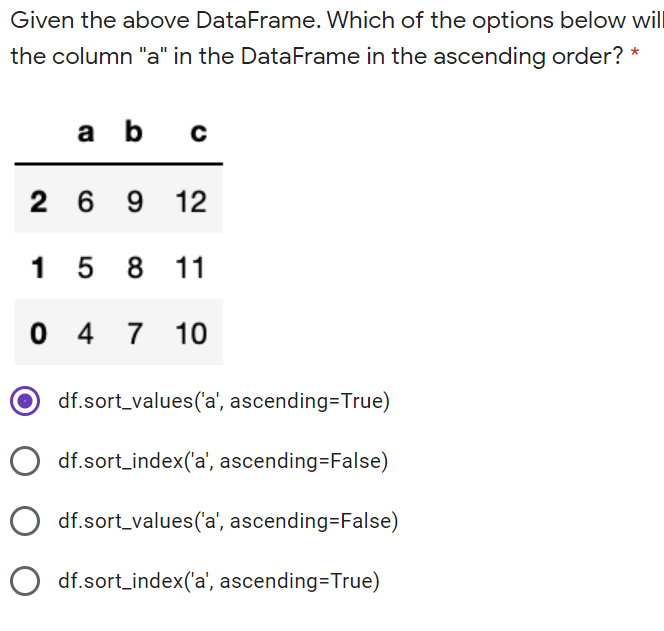 Given the above DataFrame. Which of the options below will
the column "a" in the DataFrame in the ascending order? *
a b c
2 6 9 12
1 5 8 11
0 4 7 10
df.sort_values('a', ascending=True)
df.sort_index('a', ascending=False)
df.sort_values('a', ascending=False)
df.sort_index('a', ascending=True)